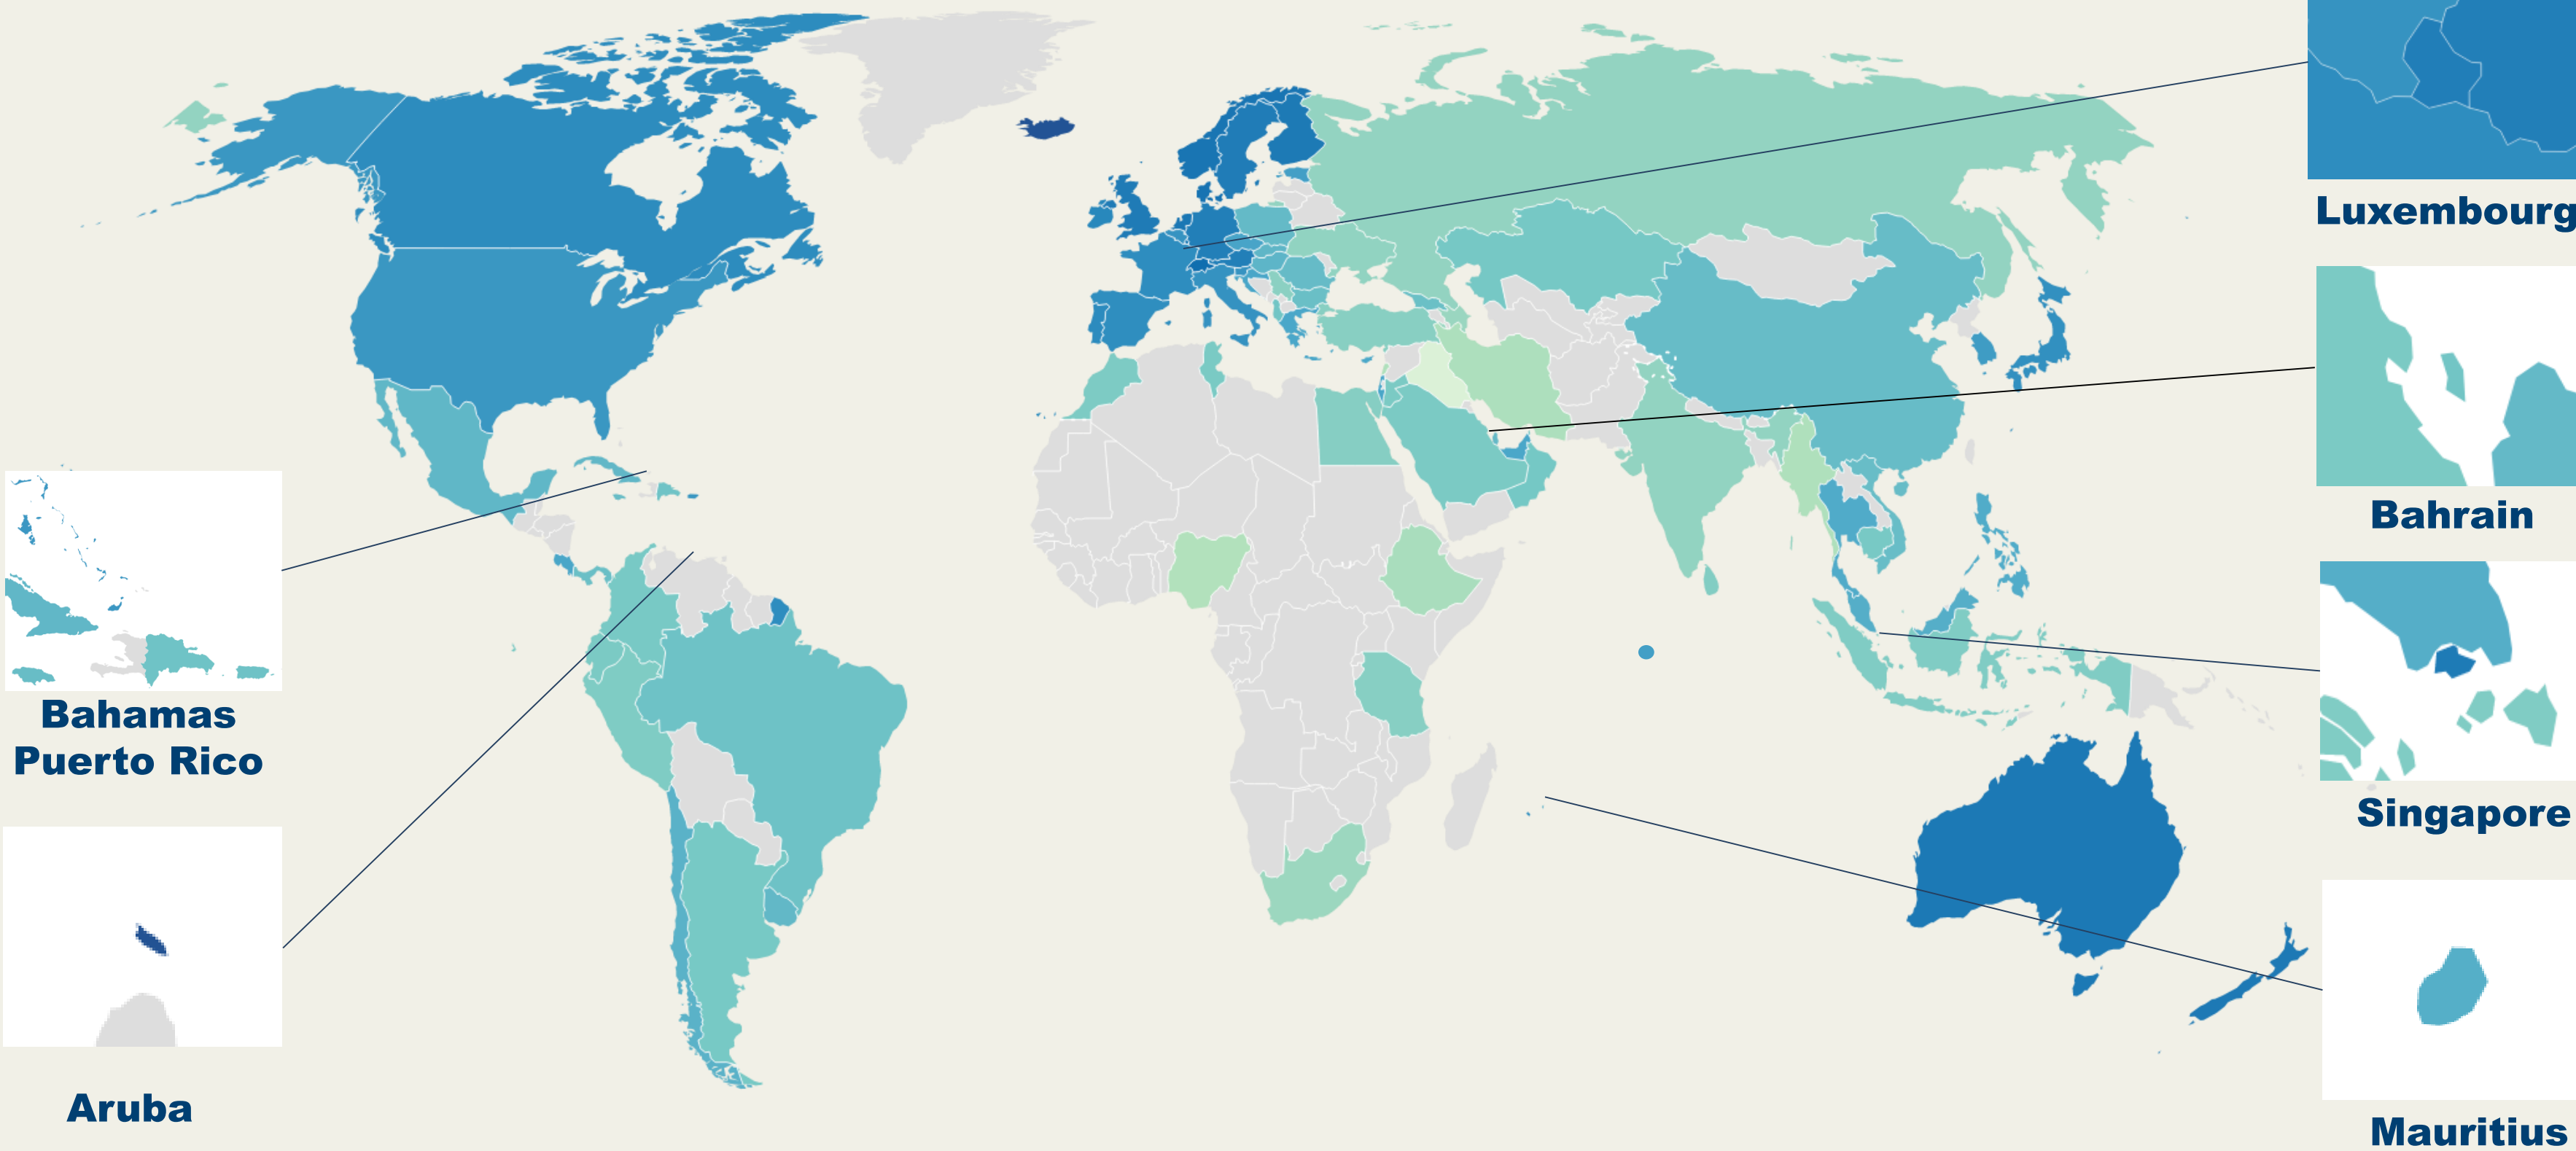 Luxembourg
Bahrain
Bahamas
Puerto Rico
Singapore
Aruba
Mauritius